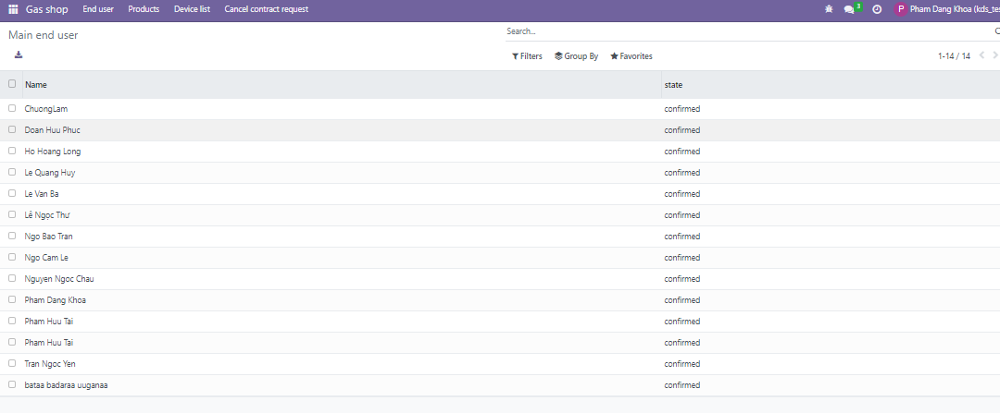 Gas shop End user Products Device list Cancel contract request 3 P Pham Dang Khoa (kds_tes
Main end user Search...
Filters Group By Favorites 1-14 / 14
Name state
ChuongLam confirmed
Doan Huu Phuc confirmed
Ho Hoang Long confirmed
Le Quang Huy confirmed
Le Van Ba confirmed
Lê Ngọc Thư confirmed
Ngo Bao Tran confirmed
Ngo Cam Le confirmed
Nguyen Ngoc Chau confirmed
Pham Dang Khoa confirmed
Pham Huu Tai confirmed
Pham Huu Tai confirmed
Tran Ngoc Yen confirmed
bataa badaraa uuganaa confirmed